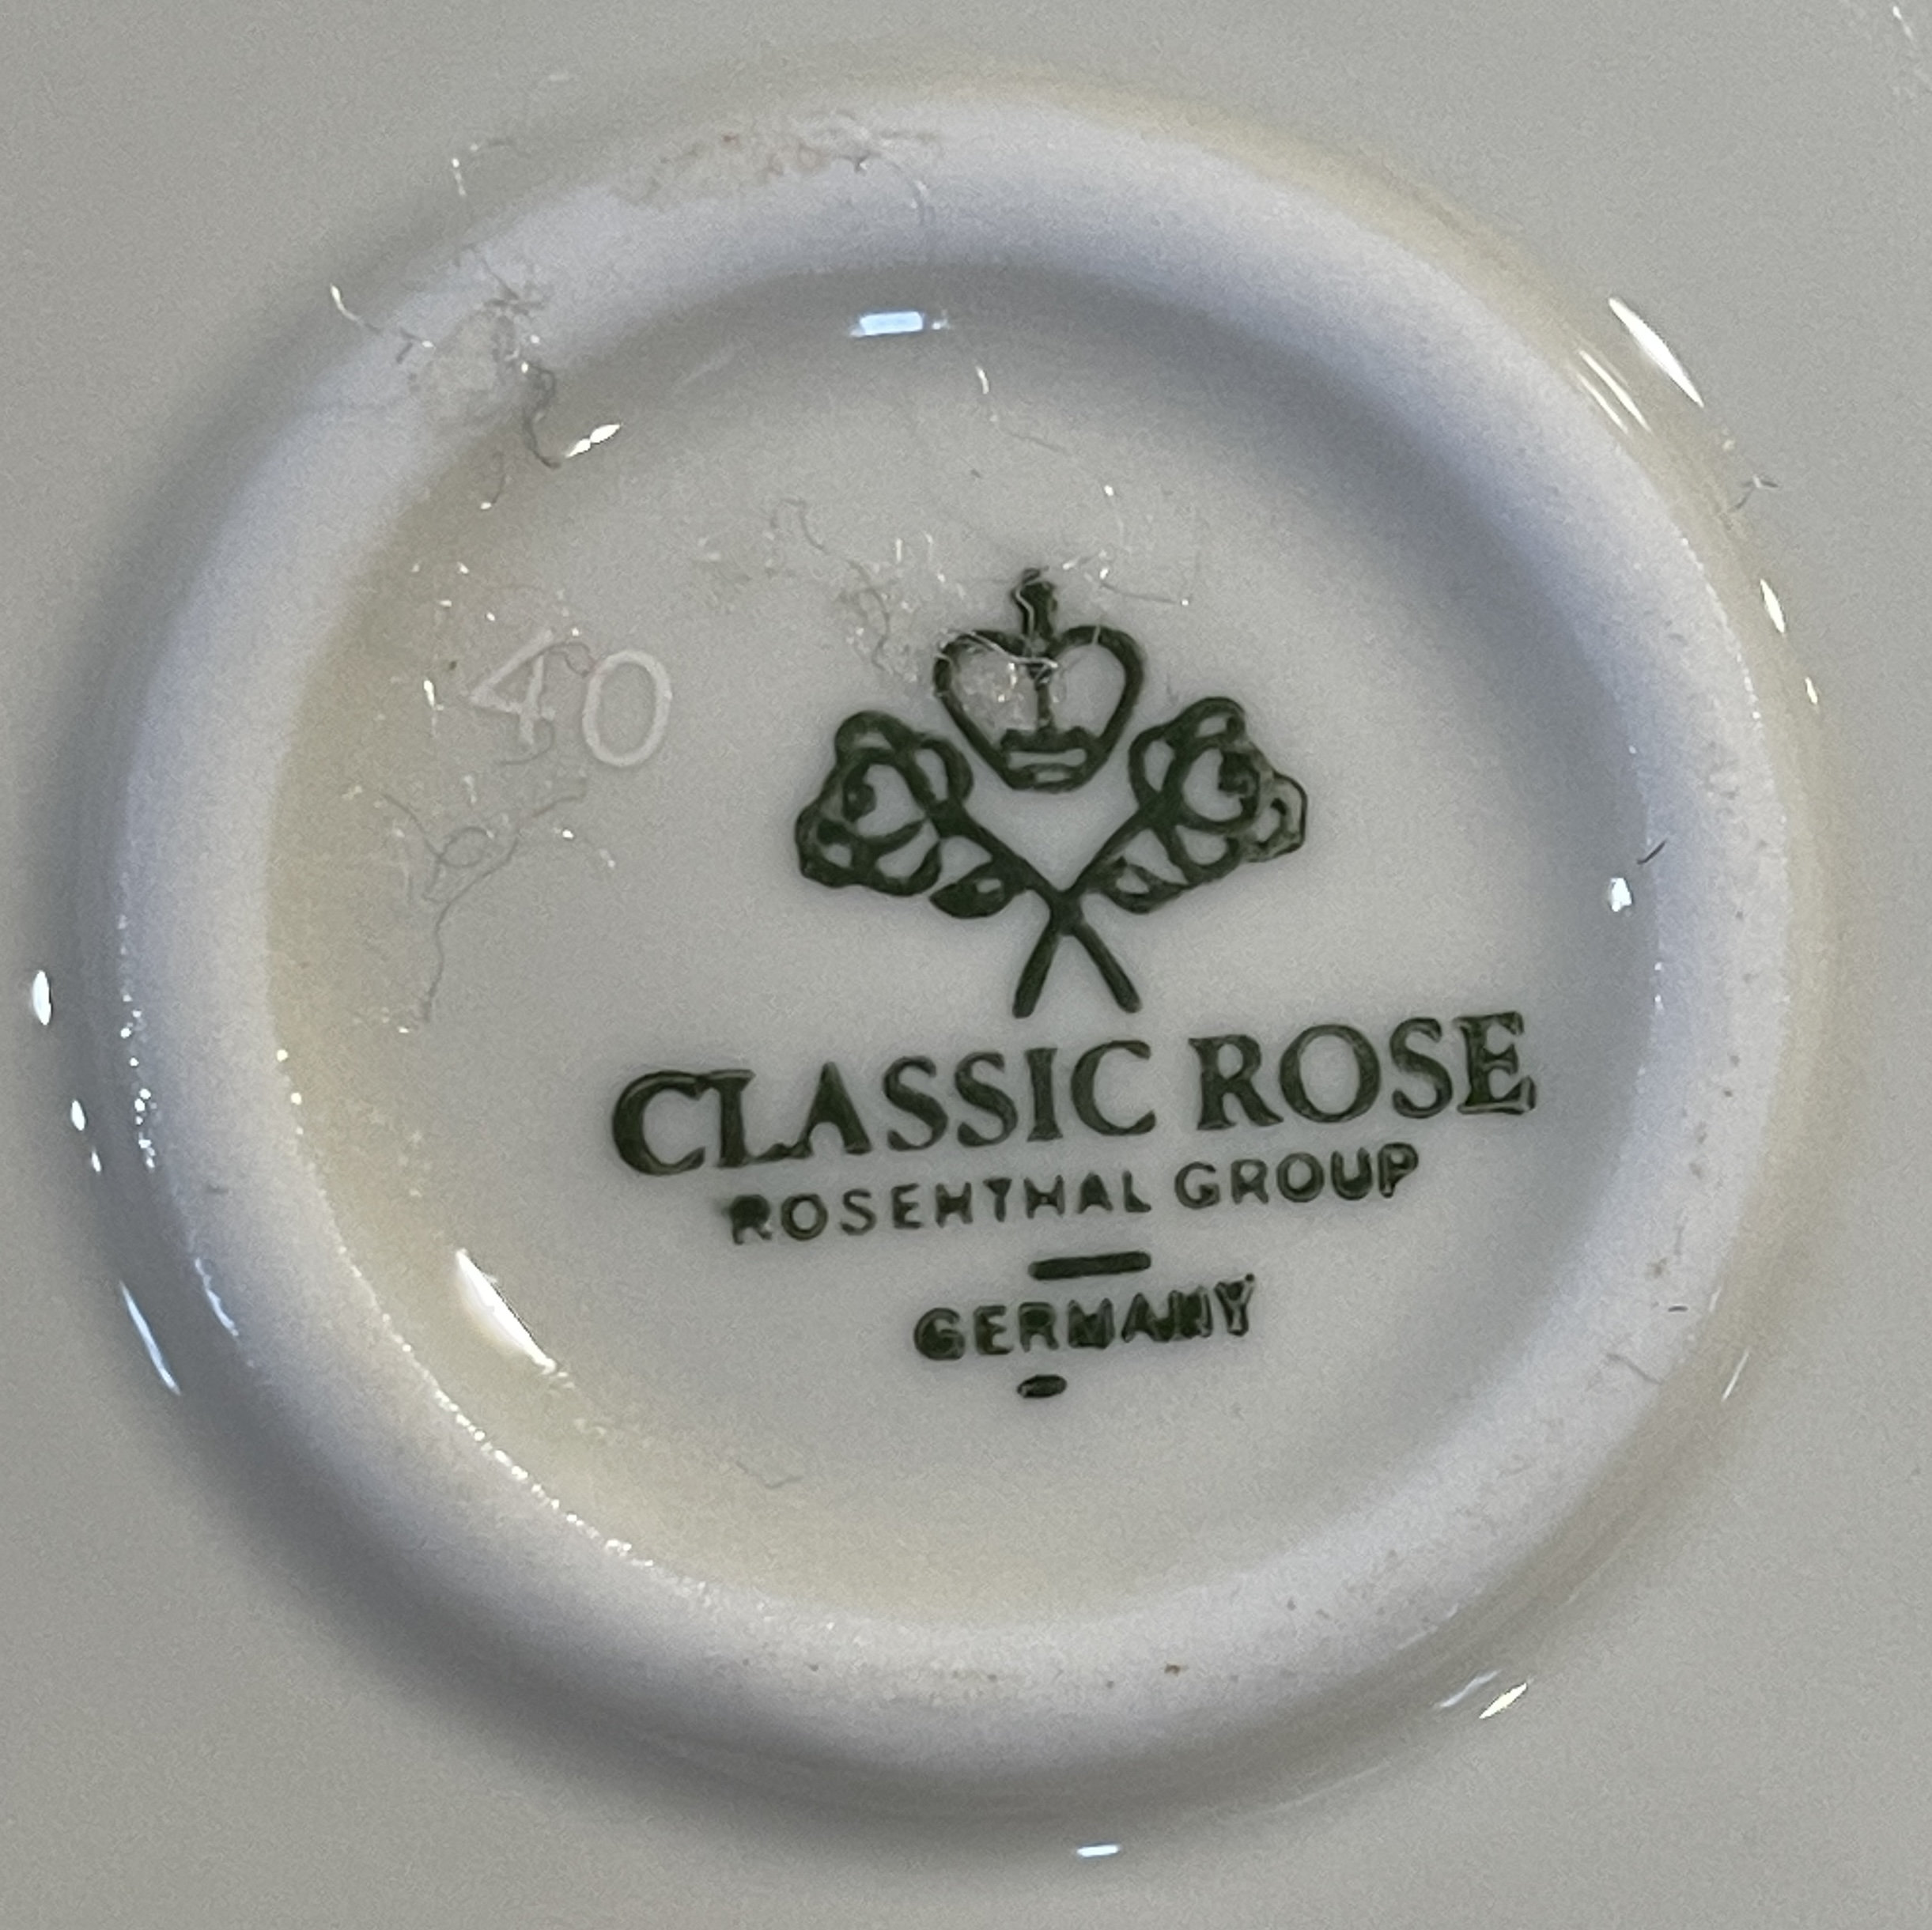 40
CLASSIC ROSE
ROSENTHAL GROUP
GERMANY